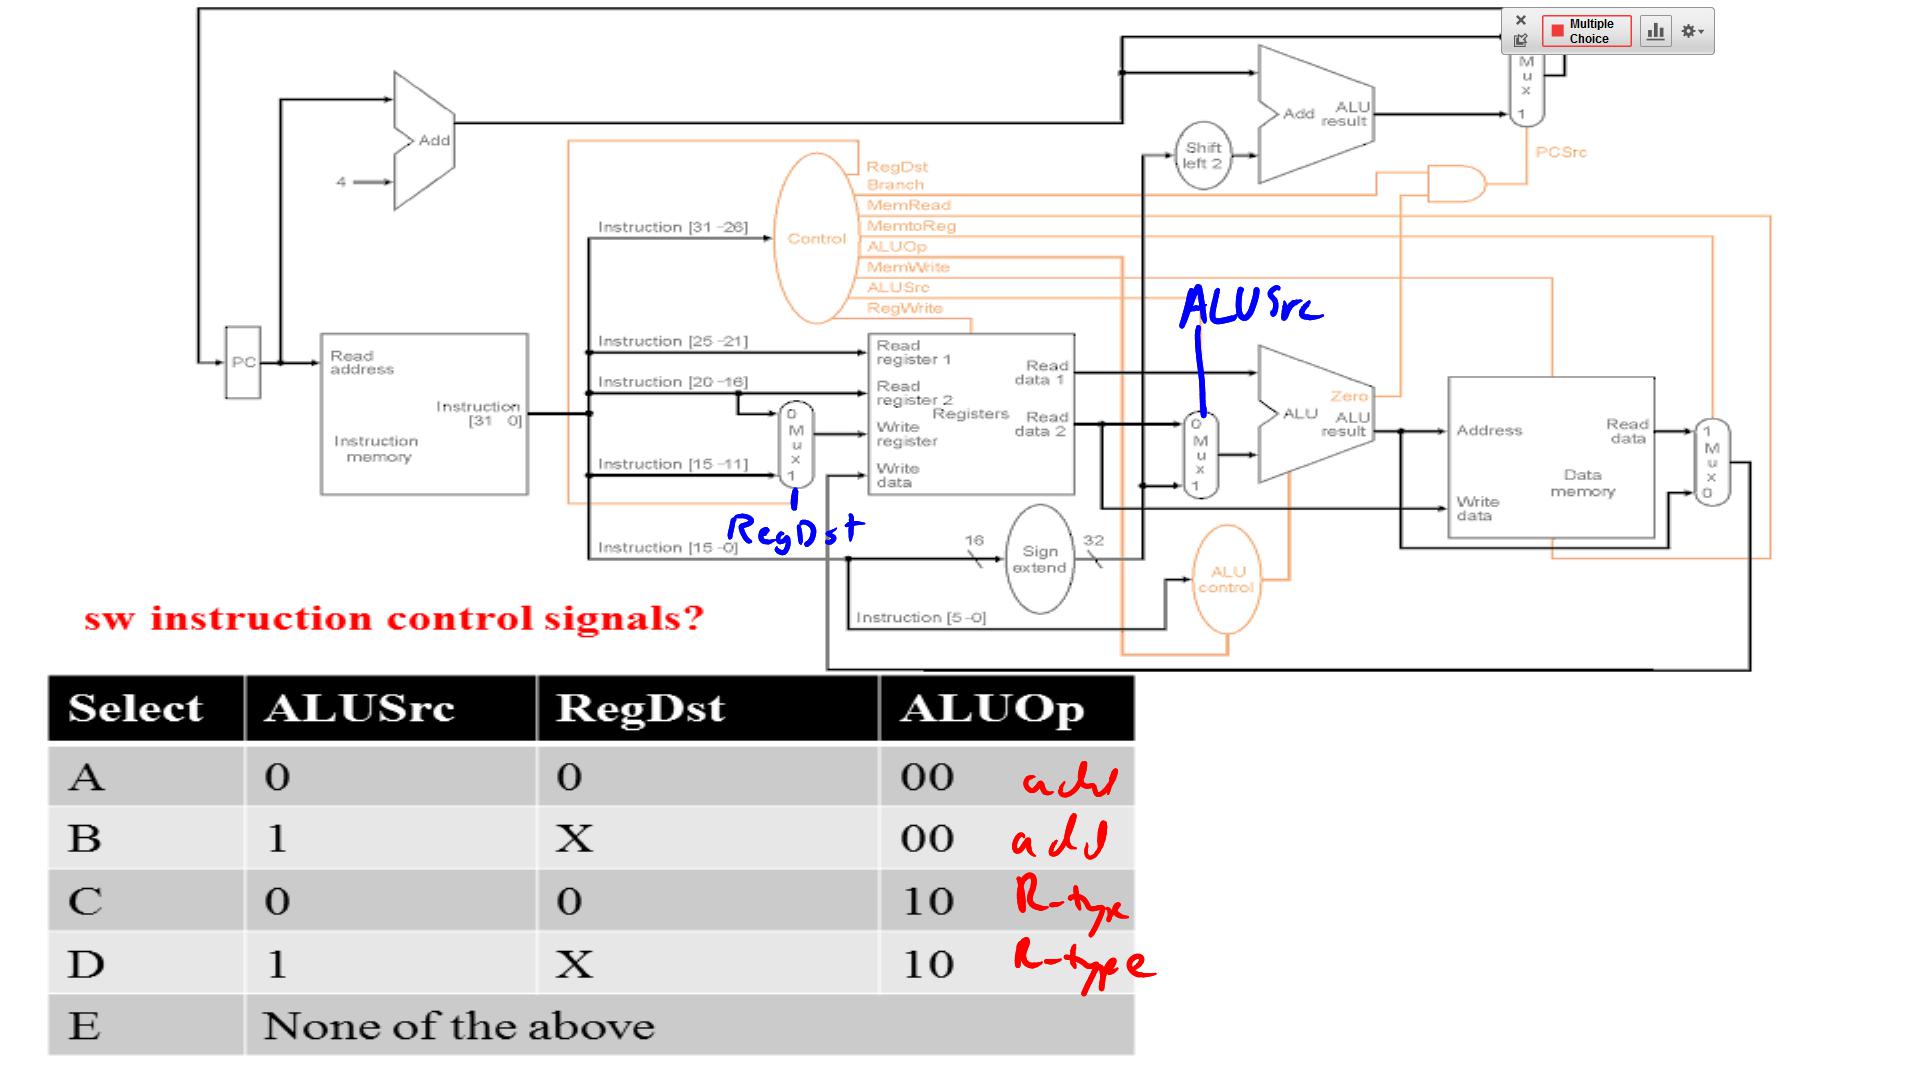 Multiple
Choice
M
u
x
1
Add
4
Add
ALU
result
Shift
left 2
PCSrc
RegDst
Branch
MemRead
MemtoReg
ALUOp
MemWrite
ALUSrc
RegWrite
Control
Instruction [31-26]
ALUSrc
PC
Read
address
Instruction
[31 0]
Instruction
memory
Instruction [25-21]
Instruction [20-16]
Instruction [15-11]
Instruction [15-0]
0
M
u
x
1
RegDst
Read
register 1
Read
register 2
Write
register
Write
data
Registers
Read
data 1
Read
data 2
0
M
u
x
1
Zero
ALU
ALU
result
Address
Write
data
Read
data
Data
memory
1
M
u
x
0
16
Sign
extend
32
ALU
control
Instruction [5-0]
sw instruction control signals?
Select ALUSrc RegDst ALUOp
A 0 0 00 add
B 1 X 00 add
C 0 0 10 R-type
D 1 X 10 R-type
E None of the above